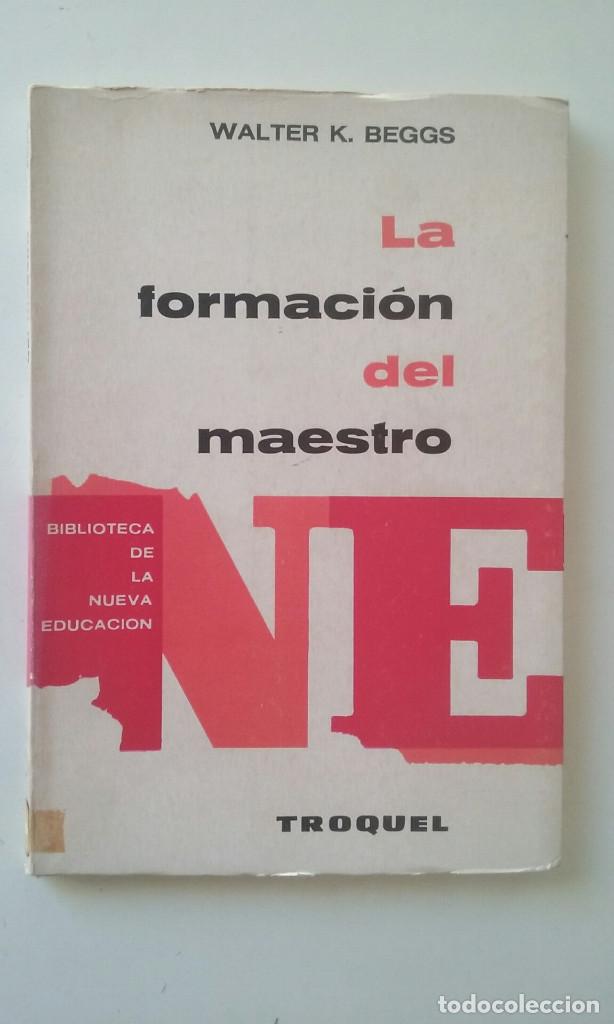 WALTER K. BEGGS
La
formación
del
maestro
BIBLIOTECA
DE
LA
NUEVA
EDUCACION
NE
TROQUEL
todocoleccion